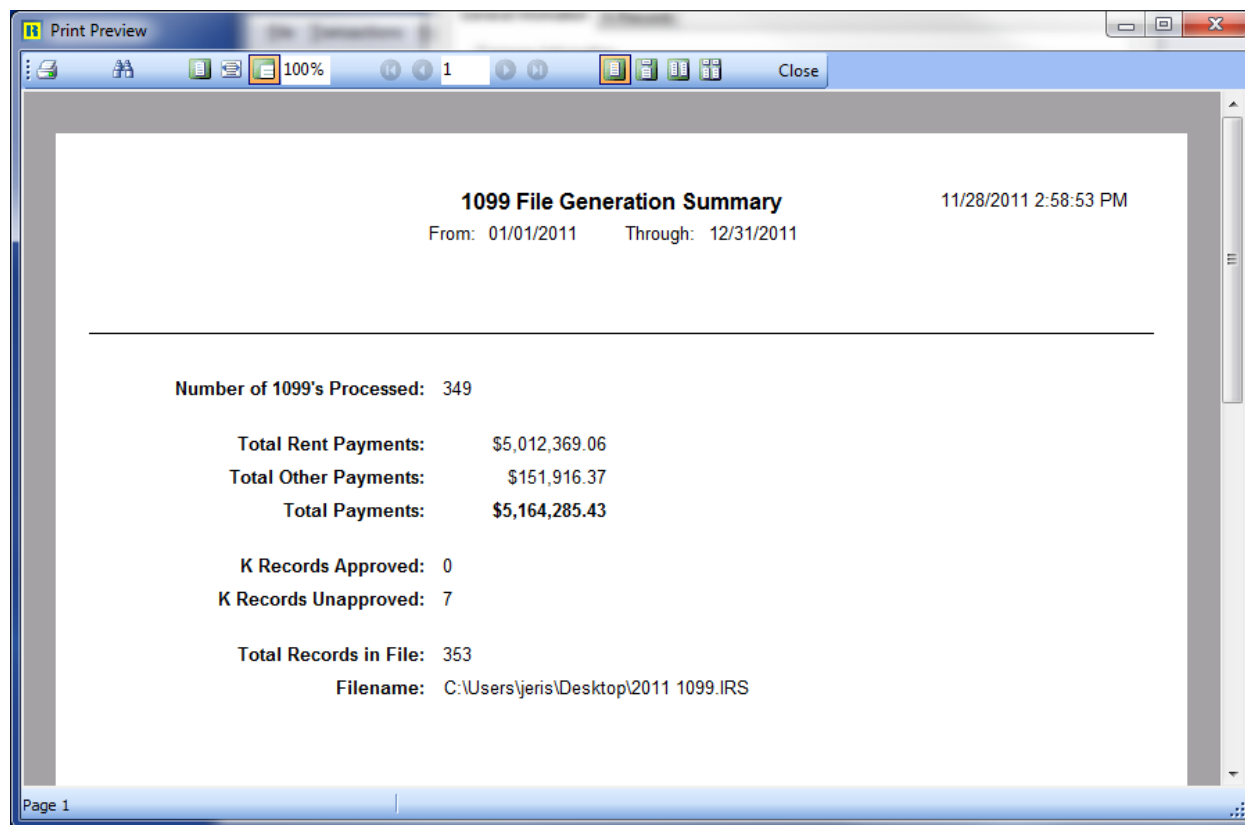 Print Preview
100%
1
Close
1099 File Generation Summary
11/28/2011 2:58:53 PM
From: 01/01/2011 Through: 12/31/2011
Number of 1099's Processed: 349
Total Rent Payments: $5,012,369.06
Total Other Payments: $151,916.37
Total Payments: $5,164,285.43
K Records Approved: 0
K Records Unapproved: 7
Total Records in File: 353
Filename: C:\Users\jeris\Desktop\2011 1099.IRS
Page 1